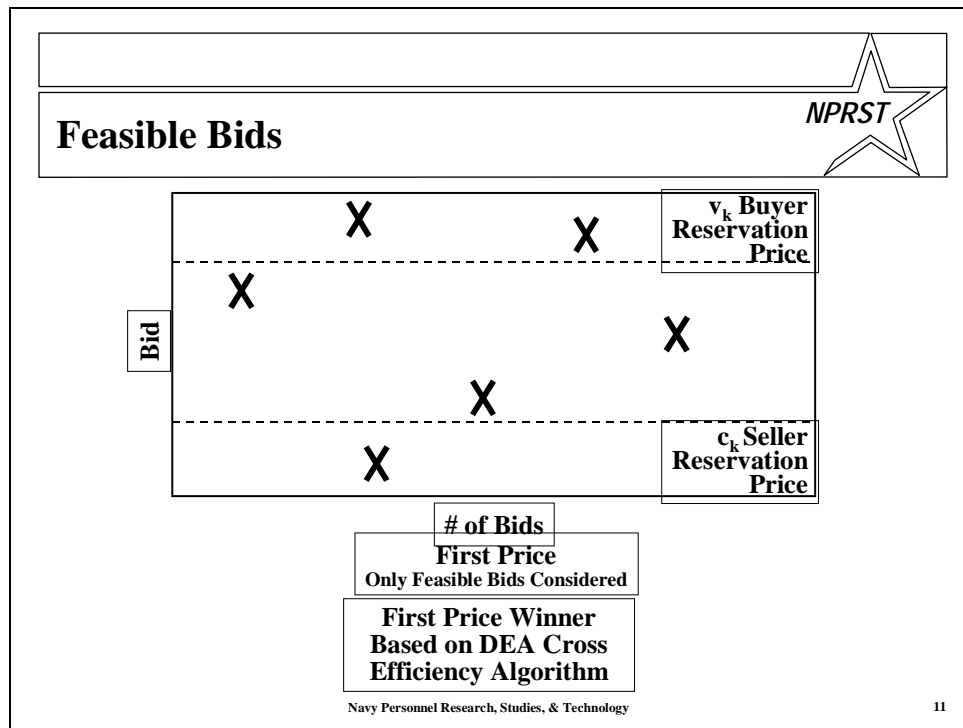 NPRST
Feasible Bids
v_k Buyer
Reservation
Price
X X
X
X
X
X
Bid
c_k Seller
Reservation
Price
# of Bids
First Price
Only Feasible Bids Considered
First Price Winner
Based on DEA Cross
Efficiency Algorithm
Navy Personnel Research, Studies, & Technology
11